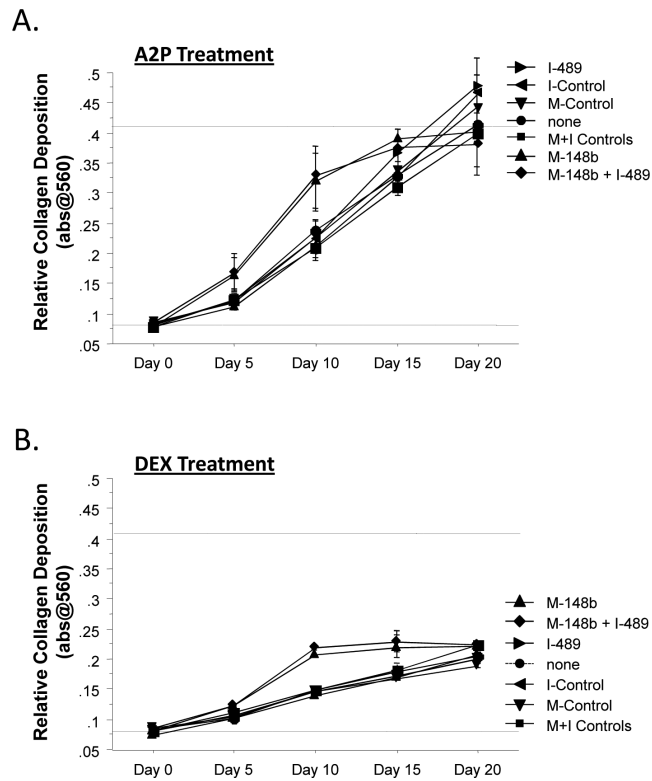 A.
A2P Treatment
Relative Collagen Deposition
(abs@560)
.5
.45
.4
.35
.3
.25
.2
.15
.1
.05
Day 0 Day 5 Day 10 Day 15 Day 20
I-489
I-Control
M-Control
none
M+I Controls
M-148b
M-148b + I-489
B.
DEX Treatment
Relative Collagen Deposition
(abs@560)
.5
.45
.4
.35
.3
.25
.2
.15
.1
.05
Day 0 Day 5 Day 10 Day 15 Day 20
M-148b
M-148b + I-489
I-489
none
I-Control
M-Control
M+I Controls